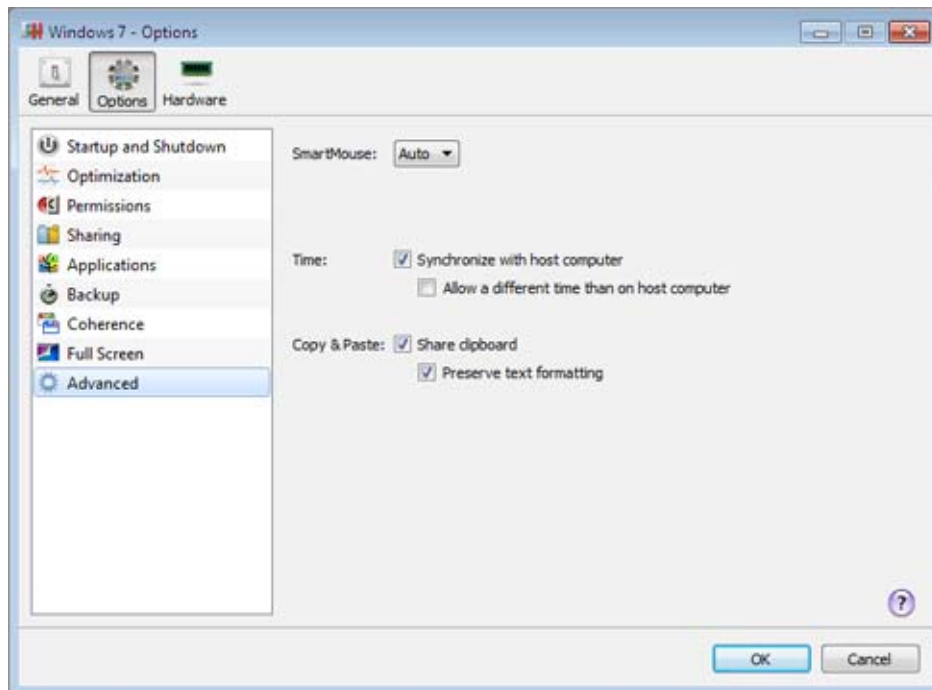 Windows 7 - Options
General Options Hardware
Startup and Shutdown
Optimization
Permissions
Sharing
Applications
Backup
Coherence
Full Screen
Advanced
SmartMouse: Auto
Time: Synchronize with host computer
Allow a different time than on host computer
Copy & Paste: Share clipboard
Preserve text formatting
?
OK Cancel